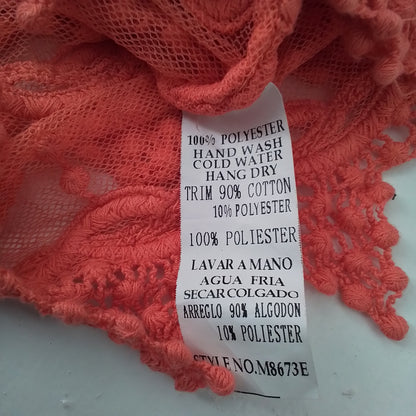 100% POLYESTER
HAND WASH
COLD WATER
HANG DRY
TRIM 90% COTTON
10% POLYESTER
100% POLIESTER
LAVAR A MANO
AGUA FRIA
SECAR COLGADO
ARREGLO 90% ALGODON
10% POLIESTER
STYLE NO.M8673E